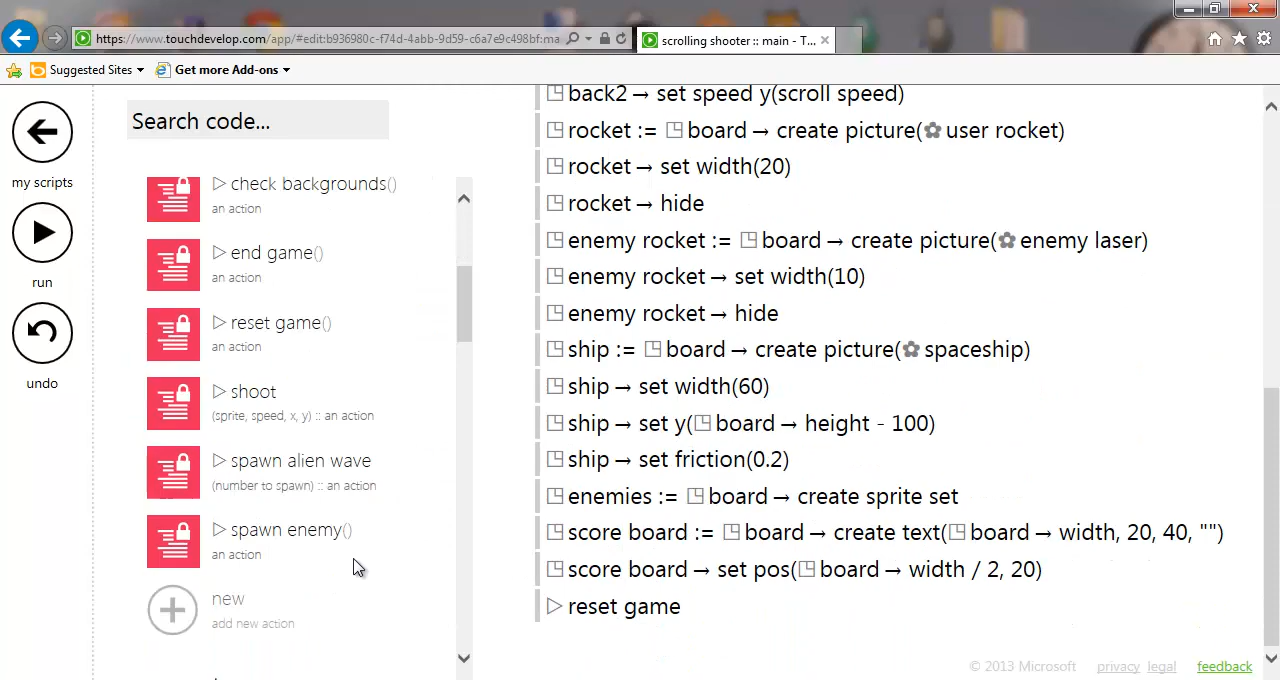 https://www.touchdevelop.com/app/#edit:b936980c-f74d-4abb-9d59-c6a7e9c498bf:ma
scrolling shooter :: main - T...
Suggested Sites
Get more Add-ons
my scripts
run
undo
Search code...
▷ check backgrounds()
an action
▷ end game()
an action
▷ reset game()
an action
▷ shoot
(sprite, speed, x, y) :: an action
▷ spawn alien wave
(number to spawn) :: an action
▷ spawn enemy()
an action
new
add new action
◳ back2 → set speed y(scroll speed)
◳ rocket := ◳ board → create picture(✿ user rocket)
◳ rocket → set width(20)
◳ rocket → hide
◳ enemy rocket := ◳ board → create picture(✿ enemy laser)
◳ enemy rocket → set width(10)
◳ enemy rocket → hide
◳ ship := ◳ board → create picture(✿ spaceship)
◳ ship → set width(60)
◳ ship → set y(◳ board → height - 100)
◳ ship → set friction(0.2)
◳ enemies := ◳ board → create sprite set
◳ score board := ◳ board → create text(◳ board → width, 20, 40, "")
◳ score board → set pos(◳ board → width / 2, 20)
▷ reset game
© 2013 Microsoft privacy legal feedback